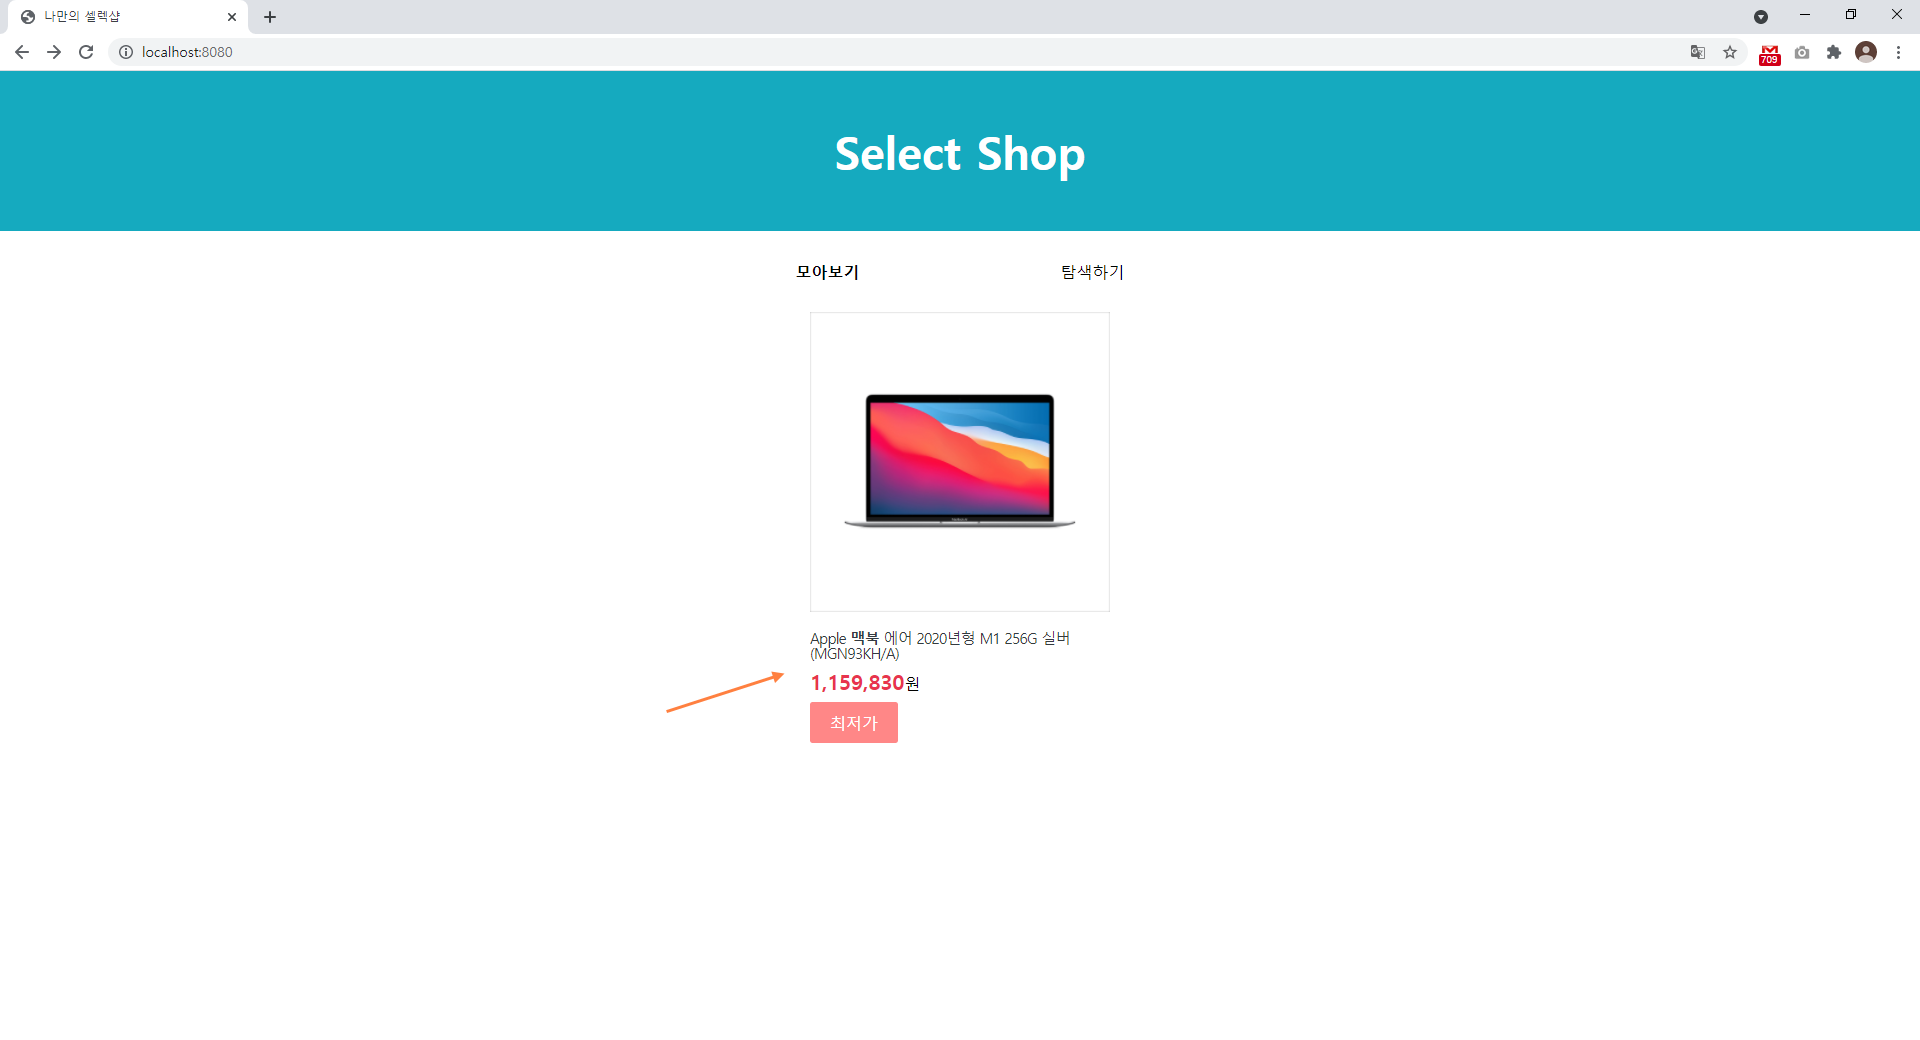 나만의 셀렉샵
localhost:8080
709
Select Shop
모아보기
탐색하기
Apple 맥북 에어 2020년형 M1 256G 실버
(MGN93KH/A)
1,159,830원
최저가